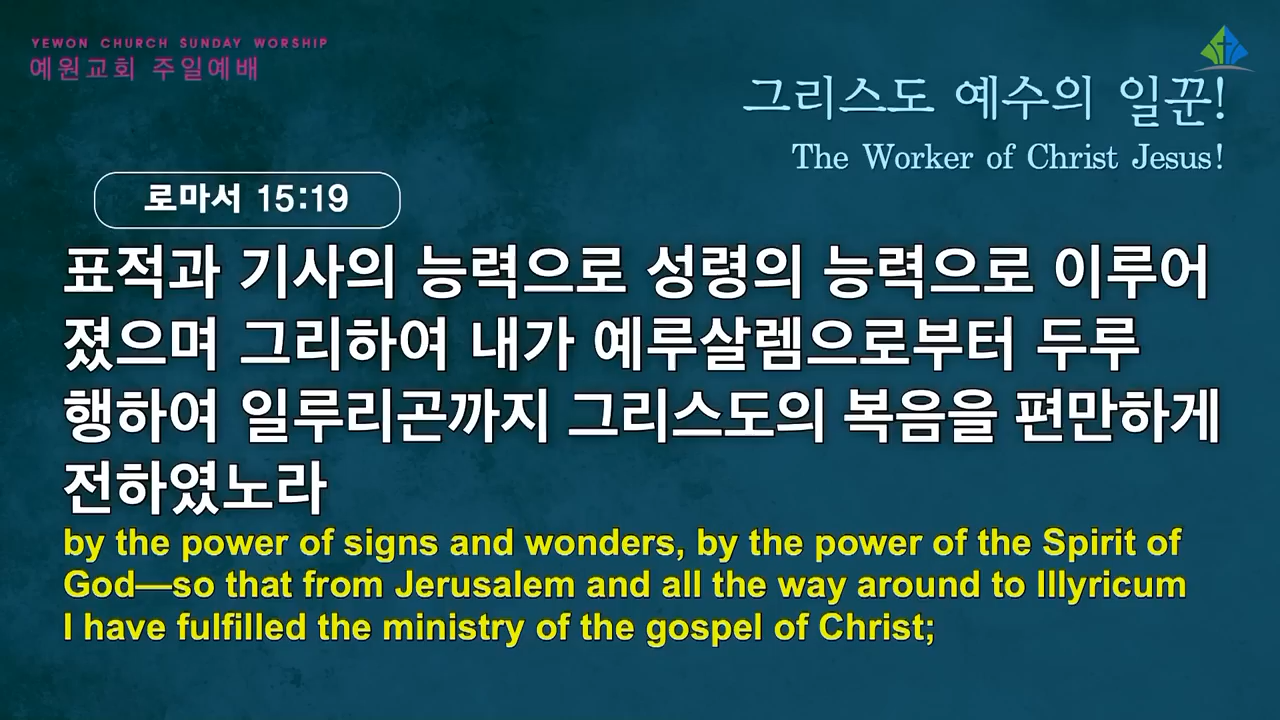 YEWON CHURCH SUNDAY WORSHIP
예원교회 주일예배
그리스도 예수의 일꾼!
The Worker of Christ Jesus!
로마서 15:19
표적과 기사의 능력으로 성령의 능력으로 이루어
졌으며 그리하여 내가 예루살렘으로부터 두루
행하여 일루리곤까지 그리스도의 복음을 편만하게
전하였노라
by the power of signs and wonders, by the power of the Spirit of
God—so that from Jerusalem and all the way around to Illyricum
I have fulfilled the ministry of the gospel of Christ;